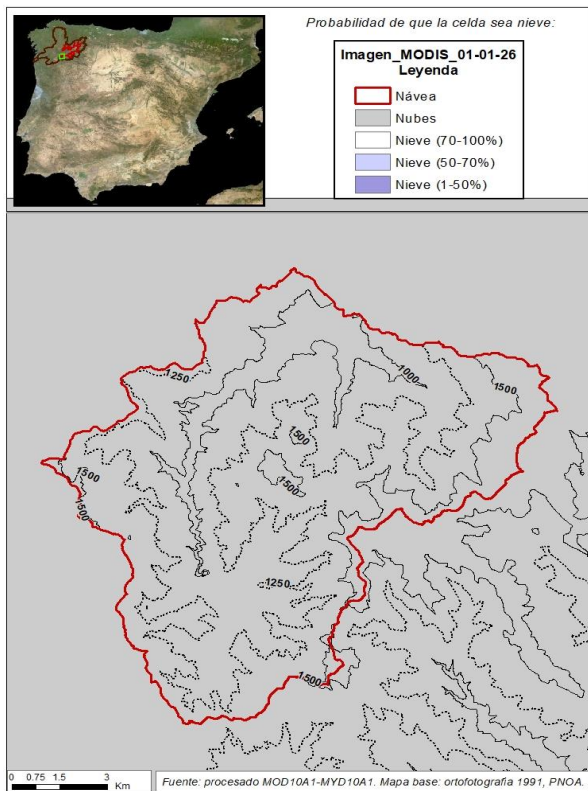 Probabilidad de que la celda sea nieve:
Imagen_MODIS_01-01-26
Leyenda
Návea
Nubes
Nieve (70-100%)
Nieve (50-70%)
Nieve (1-50%)
1250
1000
1500
1500
1500
1500
1500
1250
1500
0 0.75 1.5 3
Km
Fuente: procesado MOD10A1-MYD10A1. Mapa base: ortofotografía 1991, PNOA.